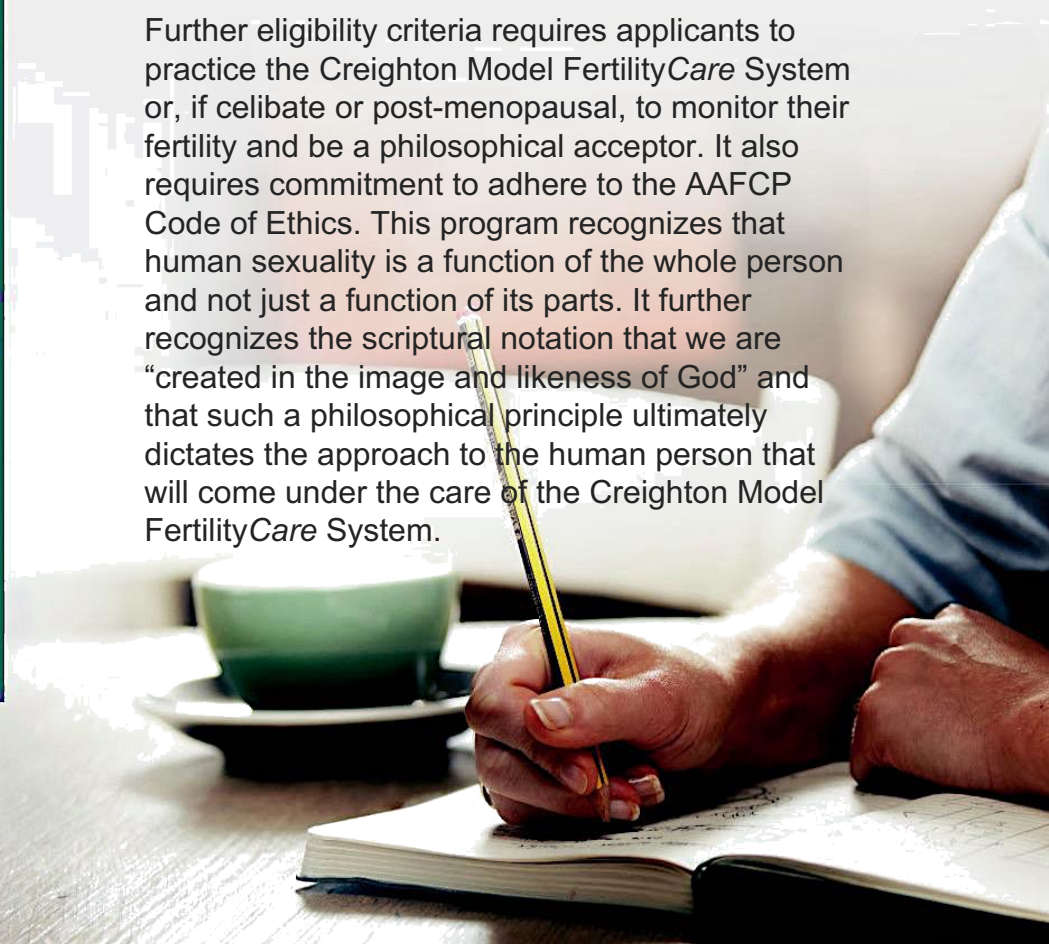 Further eligibility criteria requires applicants to
practice the Creighton Model FertilityCare System
or, if celibate or post-menopausal, to monitor their
fertility and be a philosophical acceptor. It also
requires commitment to adhere to the AAFCP
Code of Ethics. This program recognizes that
human sexuality is a function of the whole person
and not just a function of its parts. It further
recognizes the scriptural notation that we are
“created in the image and likeness of God” and
that such a philosophical principle ultimately
dictates the approach to the human person that
will come under the care of the Creighton Model
FertilityCare System.